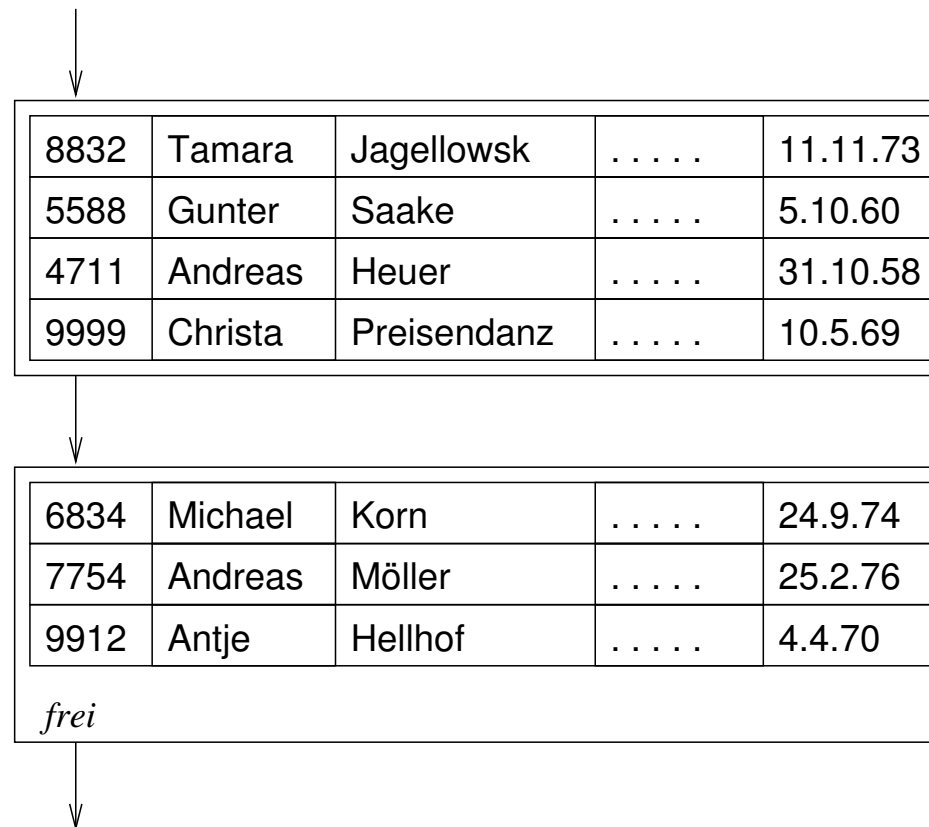 8832 Tamara Jagellowsk . . . . . 11.11.73
5588 Gunter Saake . . . . . 5.10.60
4711 Andreas Heuer . . . . . 31.10.58
9999 Christa Preisendanz . . . . . 10.5.69
6834 Michael Korn . . . . . 24.9.74
7754 Andreas Möller . . . . . 25.2.76
9912 Antje Hellhof . . . . . 4.4.70
frei